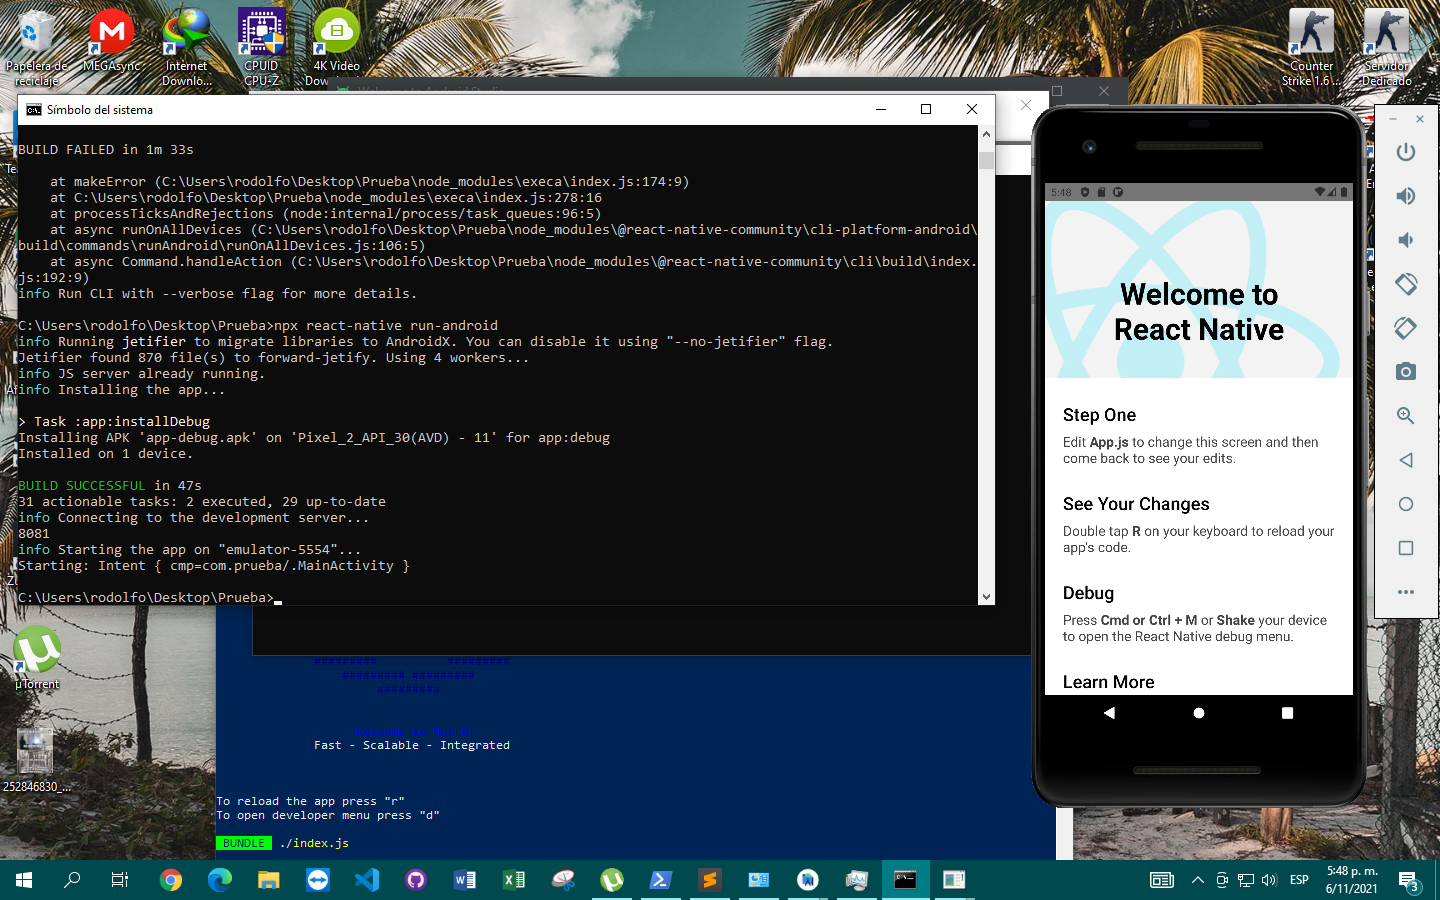 Papelera de
reciclaje
MEGAsync
Internet
Downlo...
CPUID
CPU-Z
4K Video
Counter
Strike 1.6 ...
Servidor
Dedicado
Símbolo del sistema
BUILD FAILED in 1m 33s
at makeError (C:\Users\rodolfo\Desktop\Prueba\node_modules\execa\index.js:174:9)
at C:\Users\rodolfo\Desktop\Prueba\node_modules\execa\index.js:278:16
at processTicksAndRejections (node:internal/process/task_queues:96:5)
at async runOnAllDevices (C:\Users\rodolfo\Desktop\Prueba\node_modules\@react-native-community\cli-platform-android\
build\commands\runAndroid\runOnAllDevices.js:106:5)
at async Command.handleAction (C:\Users\rodolfo\Desktop\Prueba\node_modules\@react-native-community\cli\build\index.
js:192:9)
info Run CLI with --verbose flag for more details.
C:\Users\rodolfo\Desktop\Prueba>npx react-native run-android
info Running jetifier to migrate libraries to AndroidX. You can disable it using "--no-jetifier" flag.
Jetifier found 870 file(s) to forward-jetify. Using 4 workers...
info JS server already running.
info Installing the app...
> Task :app:installDebug
Installing APK 'app-debug.apk' on 'Pixel_2_API_30(AVD) - 11' for app:debug
Installed on 1 device.
BUILD SUCCESSFUL in 47s
31 actionable tasks: 2 executed, 29 up-to-date
info Connecting to the development server...
8081
info Starting the app on "emulator-5554"...
Starting: Intent { cmp=com.prueba/.MainActivity }
C:\Users\rodolfo\Desktop\Prueba>
5:48
Welcome to
React Native
Step One
Edit App.js to change this screen and then
come back to see your edits.
See Your Changes
Double tap R on your keyboard to reload your
app's code.
Debug
Press Cmd or Ctrl + M or Shake your device
to open the React Native debug menu.
Learn More
µTorrent
252846830_...
######### #########
######### #########
#########
Welcome to Metro!
Fast - Scalable - Integrated
To reload the app press "r"
To open developer menu press "d"
BUNDLE ./index.js
ESP
5:48 p. m.
6/11/2021
3